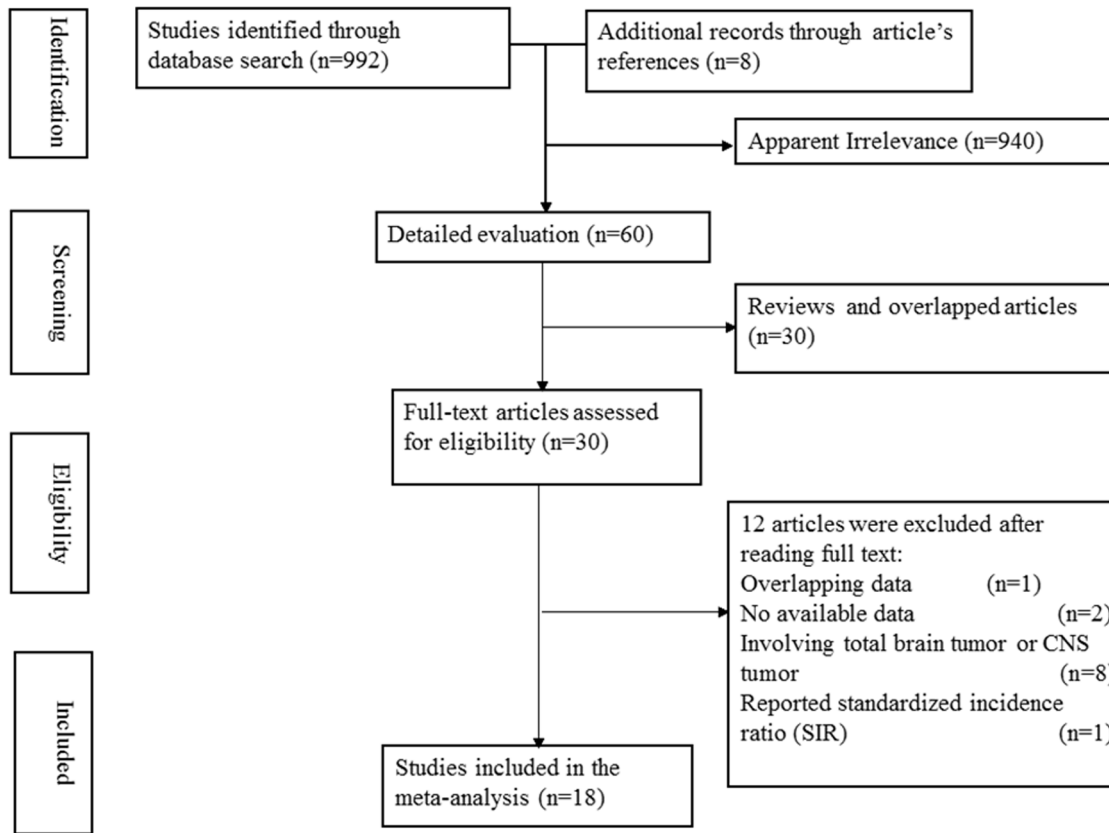 Identification
Studies identified through
database search (n=992)
Additional records through article's
references (n=8)
Apparent Irrelevance (n=940)
Screening
Detailed evaluation (n=60)
Reviews and overlapped articles
(n=30)
Eligibility
Full-text articles assessed
for eligibility (n=30)
12 articles were excluded after
reading full text:
Overlapping data (n=1)
No available data (n=2)
Involving total brain tumor or CNS
tumor (n=8)
Reported standardized incidence
ratio (SIR) (n=1)
Included
Studies included in the
meta-analysis (n=18)